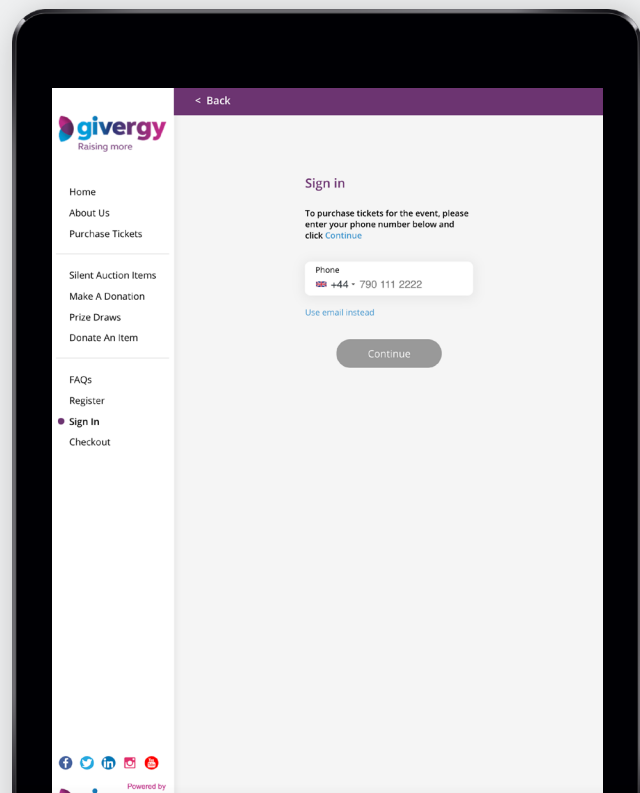 < Back
givergy
Raising more
Home
About Us
Purchase Tickets
Silent Auction Items
Make A Donation
Prize Draws
Donate An Item
FAQs
Register
Sign In
Checkout
Sign in
To purchase tickets for the event, please
enter your phone number below and
click Continue
Phone
+44 790 111 2222
Use email instead
Continue
Powered by